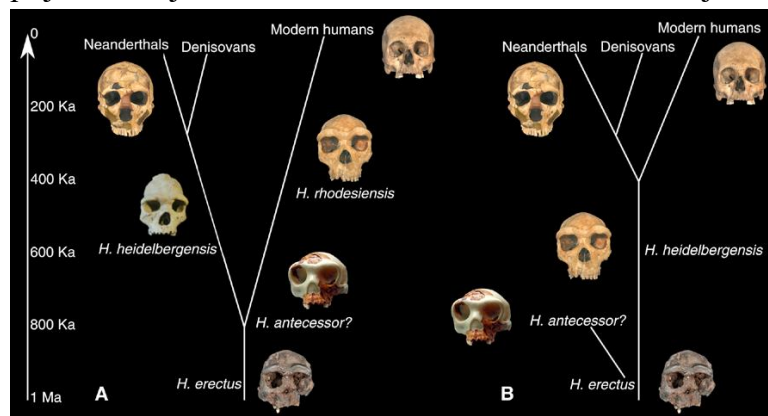 0
200 Ka
400 Ka
600 Ka
800 Ka
1 Ma
Neanderthals
Denisovans
Modern humans
H. rhodesiensis
H. heidelbergensis
H. antecessor?
H. erectus
A
Neanderthals
Denisovans
Modern humans
H. heidelbergensis
H. antecessor?
H. erectus
B